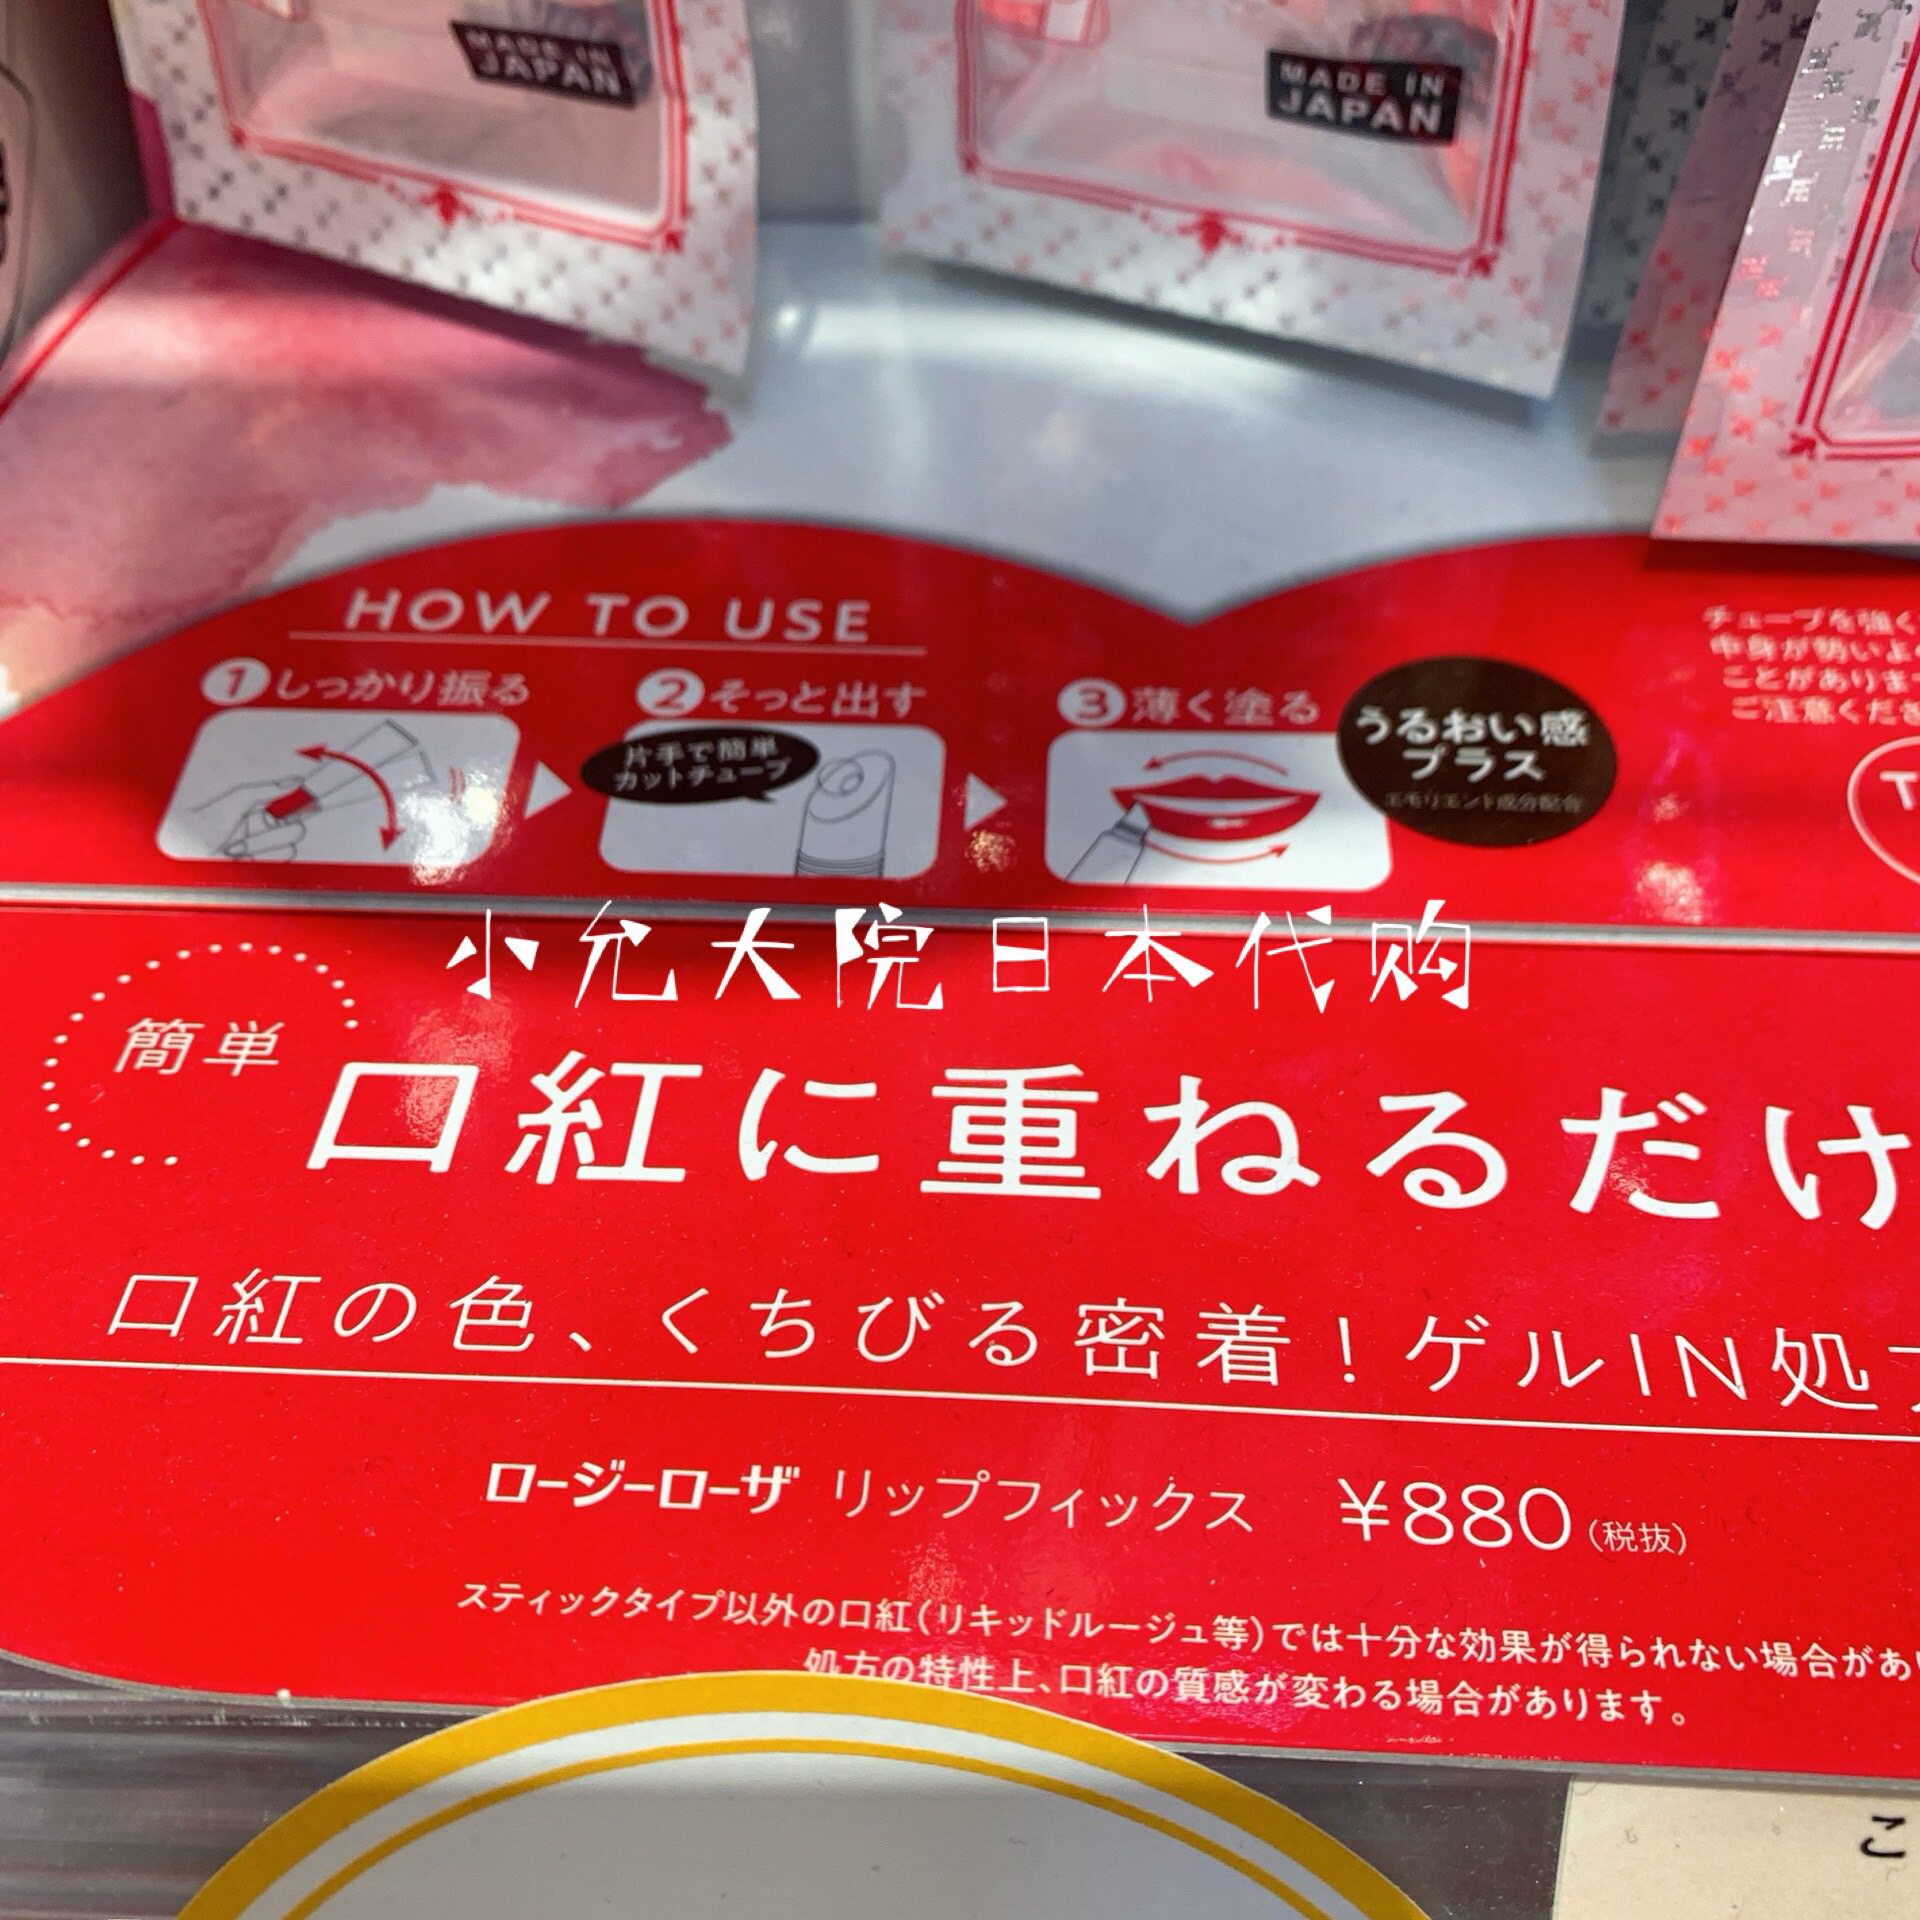 MADE IN
JAPAN
MADE IN
JAPAN
HOW TO USE
1 しっかり振る
2 そっと出す
片手で簡単
カットチューブ
3 薄く塗る
うるおい感
プラス
エモリエント成分配合
チューブを強く
中身が勢いよ
ことがありま
ご注意くださ
小允大院日本代购
簡単
口紅に重ねるだけ
口紅の色、くちびる密着!ゲルIN処
ロージーローザ リップフィックス ¥880(税抜)
スティックタイプ以外の口紅(リキッドルージュ等)では十分な効果が得られない場合があ
処方の特性上、口紅の質感が変わる場合があります。
こ